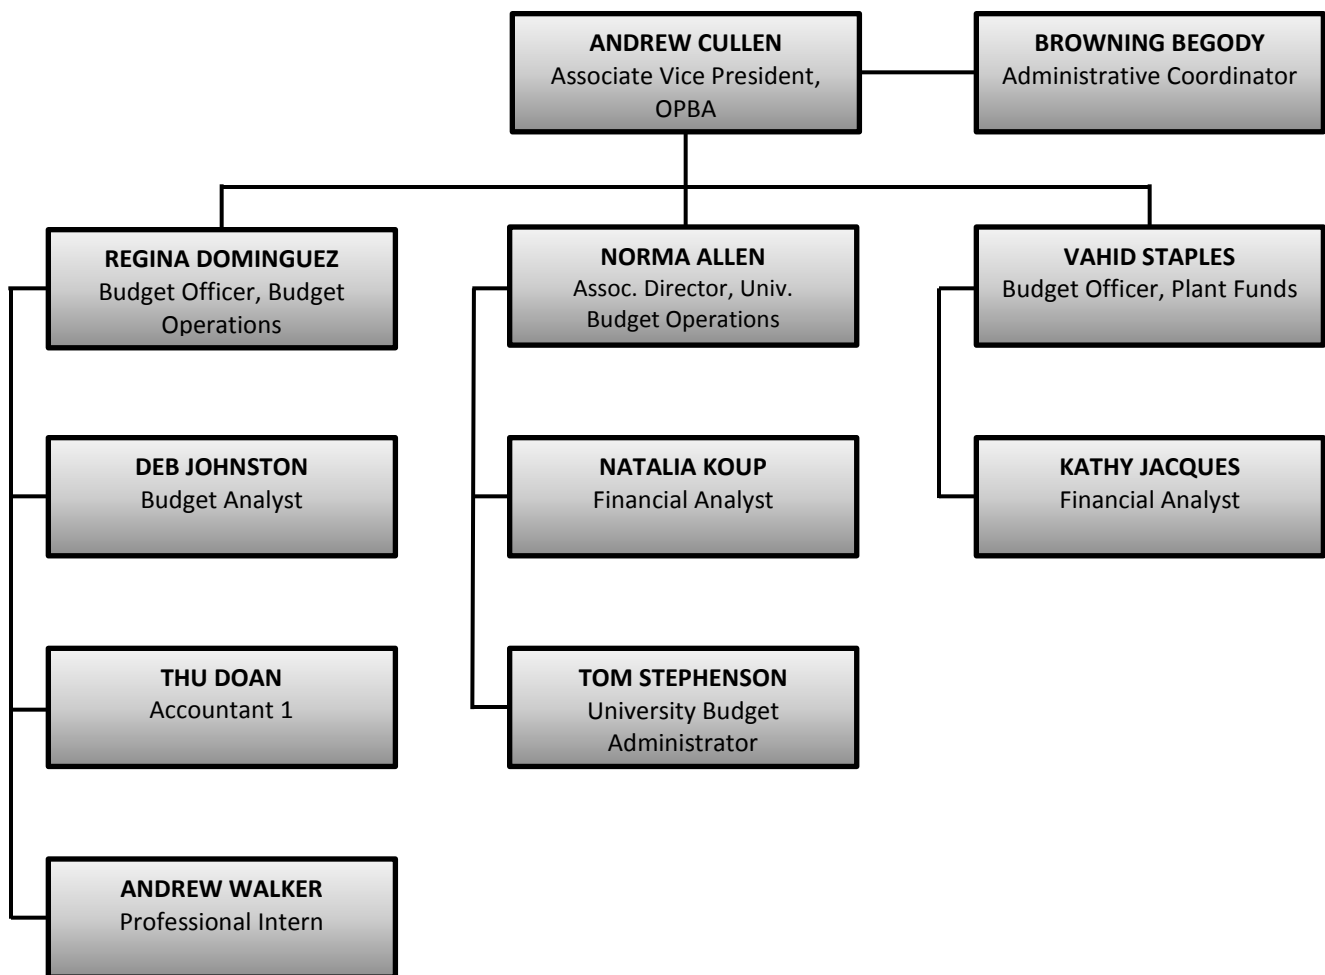 ANDREW CULLEN
Associate Vice President,
OPBA
BROWNING BEGODY
Administrative Coordinator
REGINA DOMINGUEZ
Budget Officer, Budget
Operations
NORMA ALLEN
Assoc. Director, Univ.
Budget Operations
VAHID STAPLES
Budget Officer, Plant Funds
DEB JOHNSTON
Budget Analyst
NATALIA KOUP
Financial Analyst
KATHY JACQUES
Financial Analyst
THU DOAN
Accountant 1
TOM STEPHENSON
University Budget
Administrator
ANDREW WALKER
Professional Intern